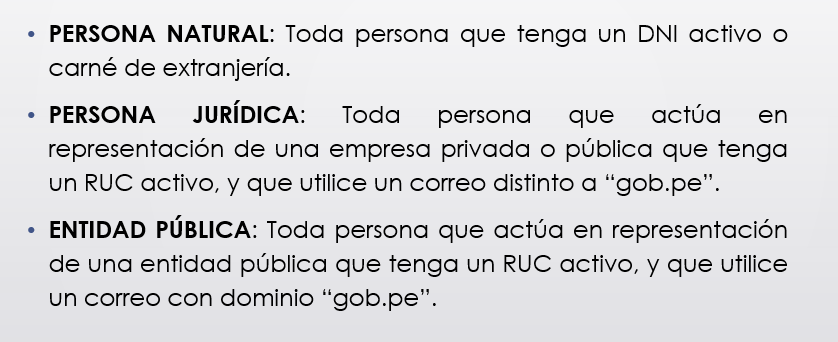 • PERSONA NATURAL: Toda persona que tenga un DNI activo o
carné de extranjería.
• PERSONA JURÍDICA: Toda persona que actúa en
representación de una empresa privada o pública que tenga
un RUC activo, y que utilice un correo distinto a “gob.pe”.
• ENTIDAD PÚBLICA: Toda persona que actúa en representación
de una entidad pública que tenga un RUC activo, y que utilice
un correo con dominio “gob.pe”.